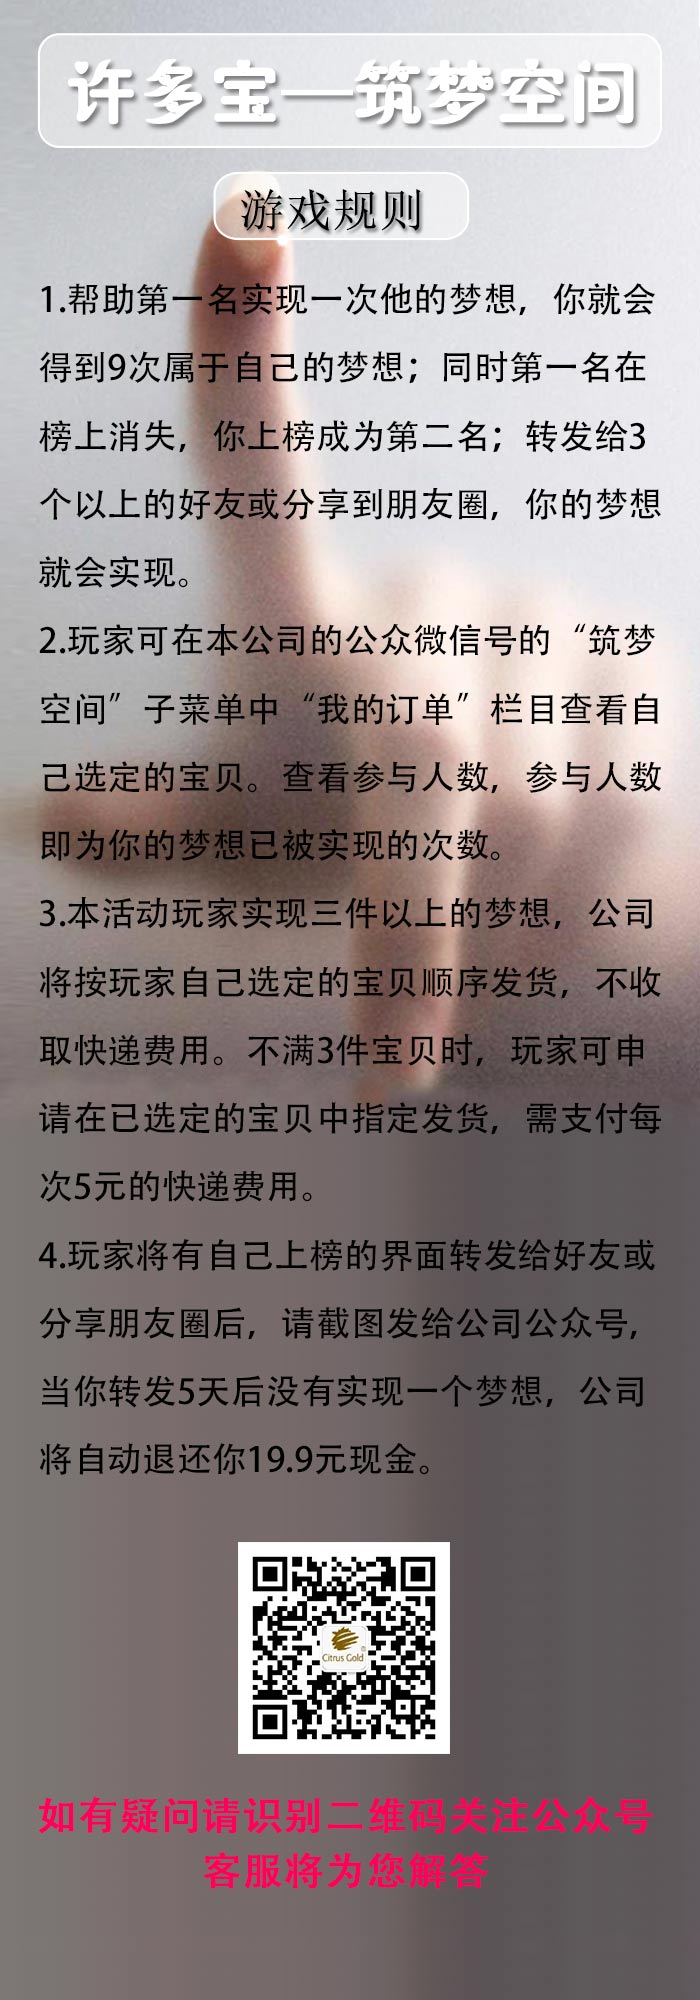 许多宝—筑梦空间
游戏规则
1.帮助第一名实现一次他的梦想，你就会
得到9次属于自己的梦想；同时第一名在
榜上消失，你上榜成为第二名；转发给3
个以上的好友或分享到朋友圈，你的梦想
就会实现。
2.玩家可在本公司的公众微信号的“筑梦
空间”子菜单中“我的订单”栏目查看自
己选定的宝贝。查看参与人数，参与人数
即为你的梦想已被实现的次数。
3.本活动玩家实现三件以上的梦想，公司
将按玩家自己选定的宝贝顺序发货，不收
取快递费用。不满3件宝贝时，玩家可申
请在已选定的宝贝中指定发货，需支付每
次5元的快递费用。
4.玩家将有自己上榜的界面转发给好友或
分享朋友圈后，请截图发给公司公众号，
当你转发5天后没有实现一个梦想，公司
将自动退还你19.9元现金。
Citrus Gold®
如有疑问请识别二维码关注公众号
客服将为您解答